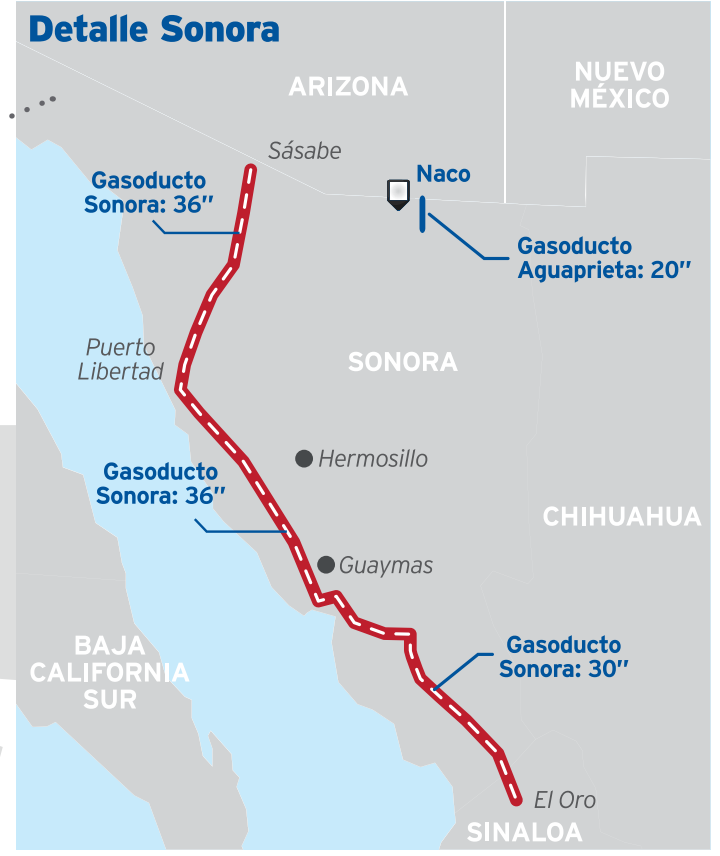 Detalle Sonora
ARIZONA
NUEVO
MÉXICO
Sásabe
Naco
Gasoducto
Sonora: 36”
Gasoducto
Aguaprieta: 20”
Puerto
Libertad
SONORA
Hermosillo
Gasoducto
Sonora: 36”
CHIHUAHUA
Guaymas
BAJA
CALIFORNIA
SUR
Gasoducto
Sonora: 30”
El Oro
SINALOA